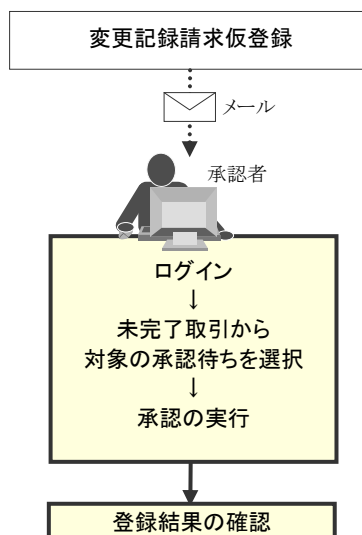 変更記録請求仮登録
メール
承認者
ログイン
↓
未完了取引から
対象の承認待ちを選択
↓
承認の実行
登録結果の確認